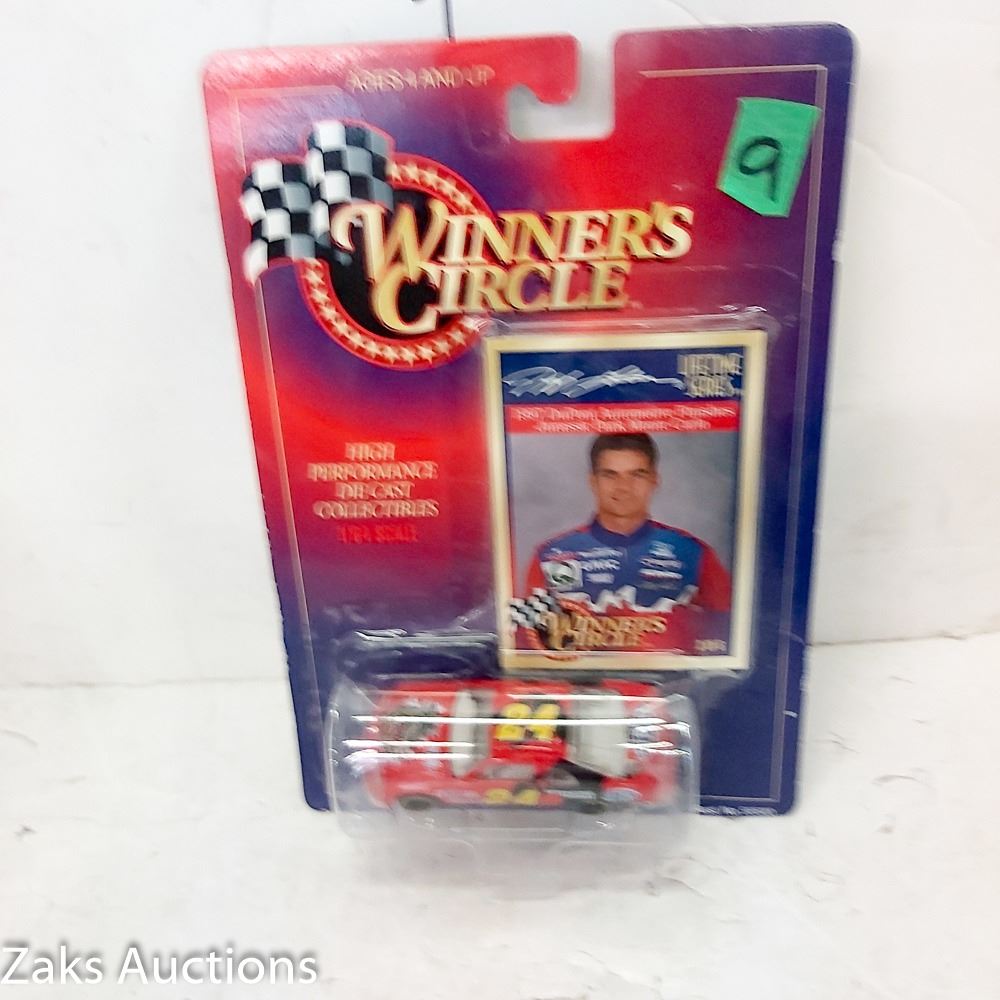 AGES 4 AND UP
9
WINNER'S
CIRCLE
LIFETIME
SERIES
1997 DuPont Automotive Finishes
Jurassic Park Monte Carlo
HIGH
PERFORMANCE
DIE-CAST
COLLECTIBLES
1/64 SCALE
WINNER'S
CIRCLE
24
24
Zaks Auctions